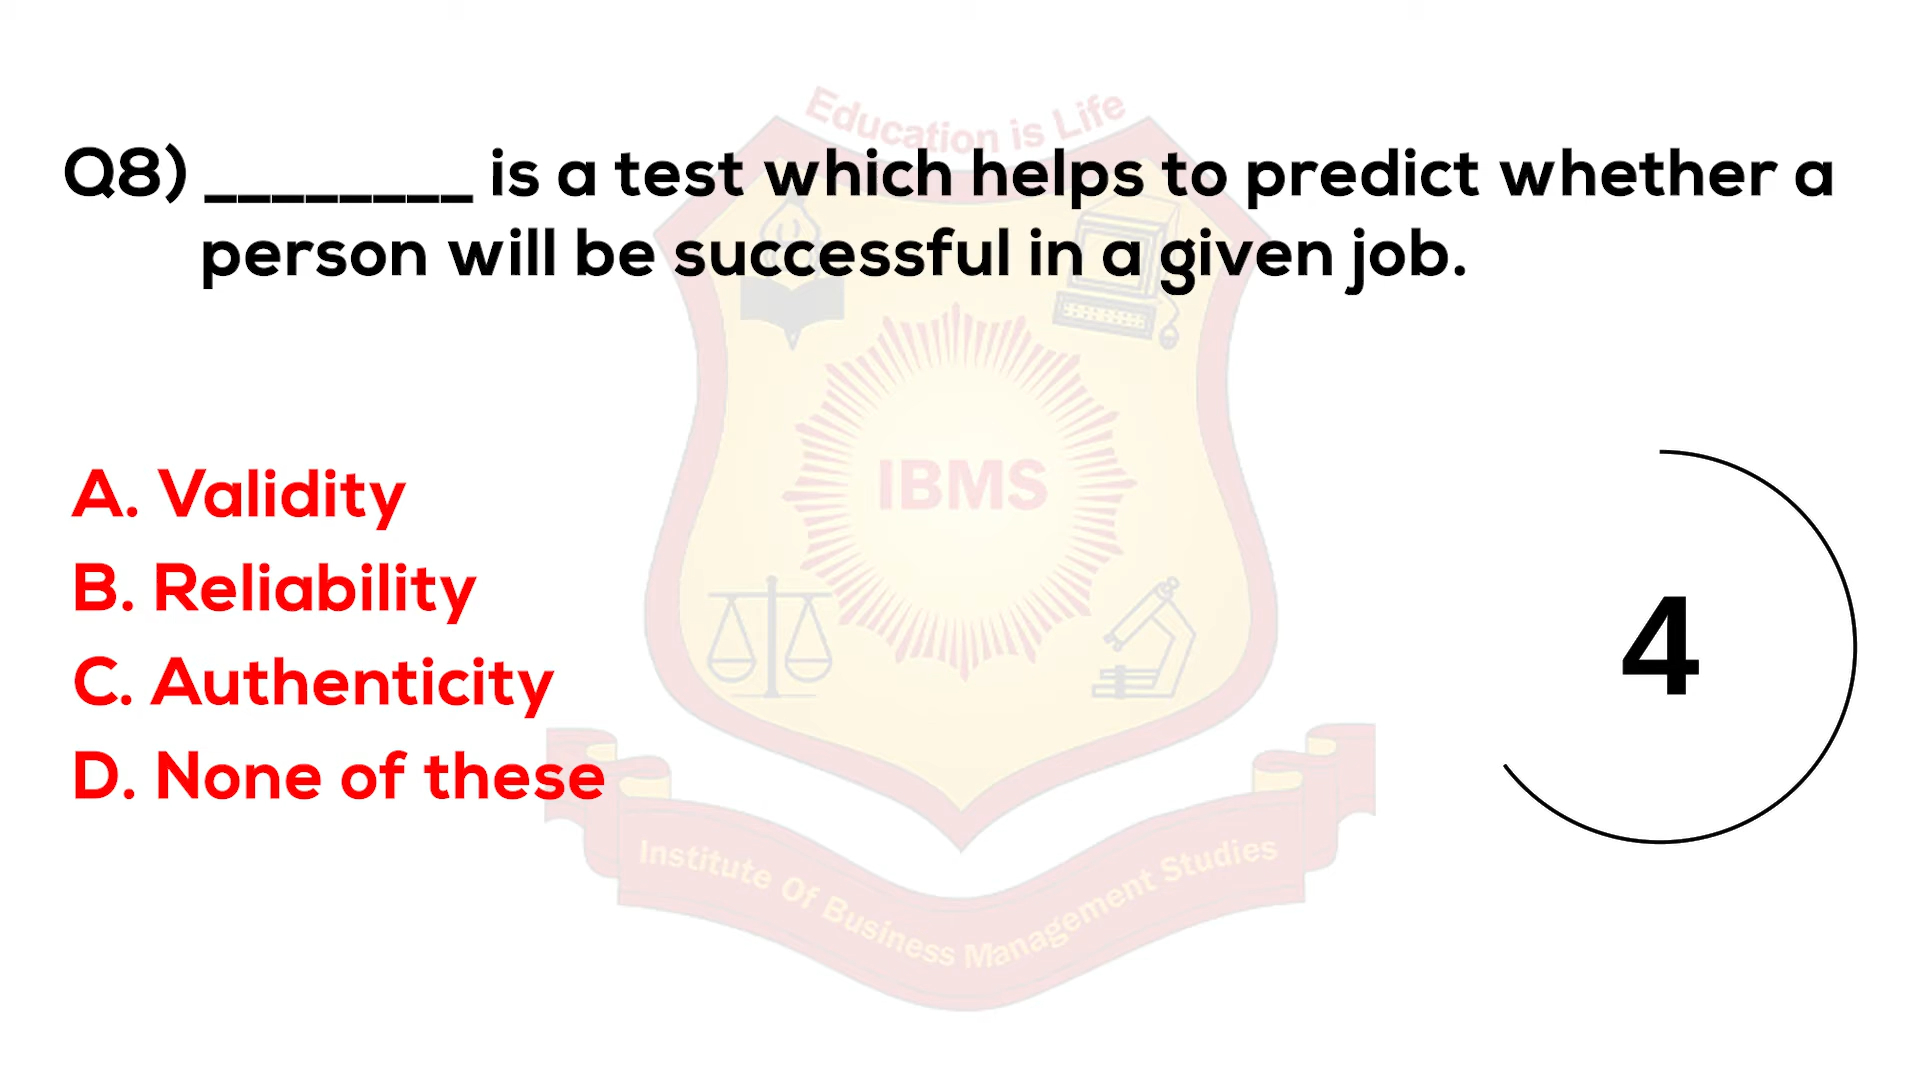 Education is Life
Q8) ________ is a test which helps to predict whether a
person will be successful in a given job.
IBMS
A. Validity
B. Reliability
C. Authenticity
D. None of these
4
Institute Of Business Management Studies